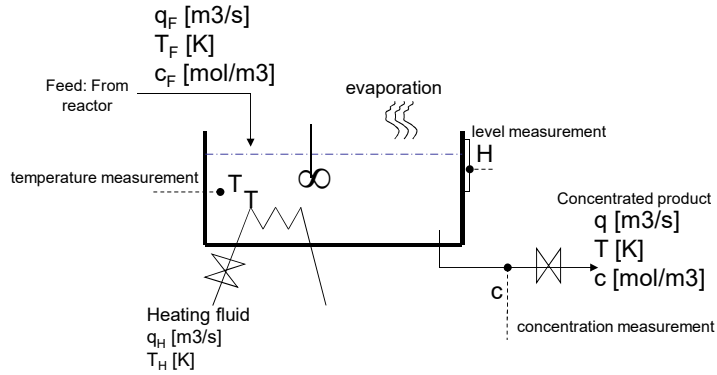 q_F [m3/s]
T_F [K]
c_F [mol/m3]
Feed: From
reactor
evaporation
level measurement
H
temperature measurement
T
T
Concentrated product
q [m3/s]
T [K]
c [mol/m3]
c
concentration measurement
Heating fluid
q_H [m3/s]
T_H [K]